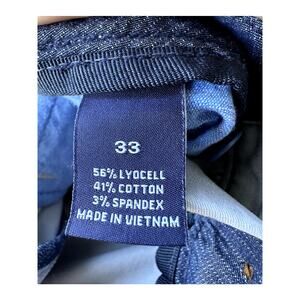 33
56% LYOCELL
41% COTTON
3% SPANDEX
MADE IN VIETNAM